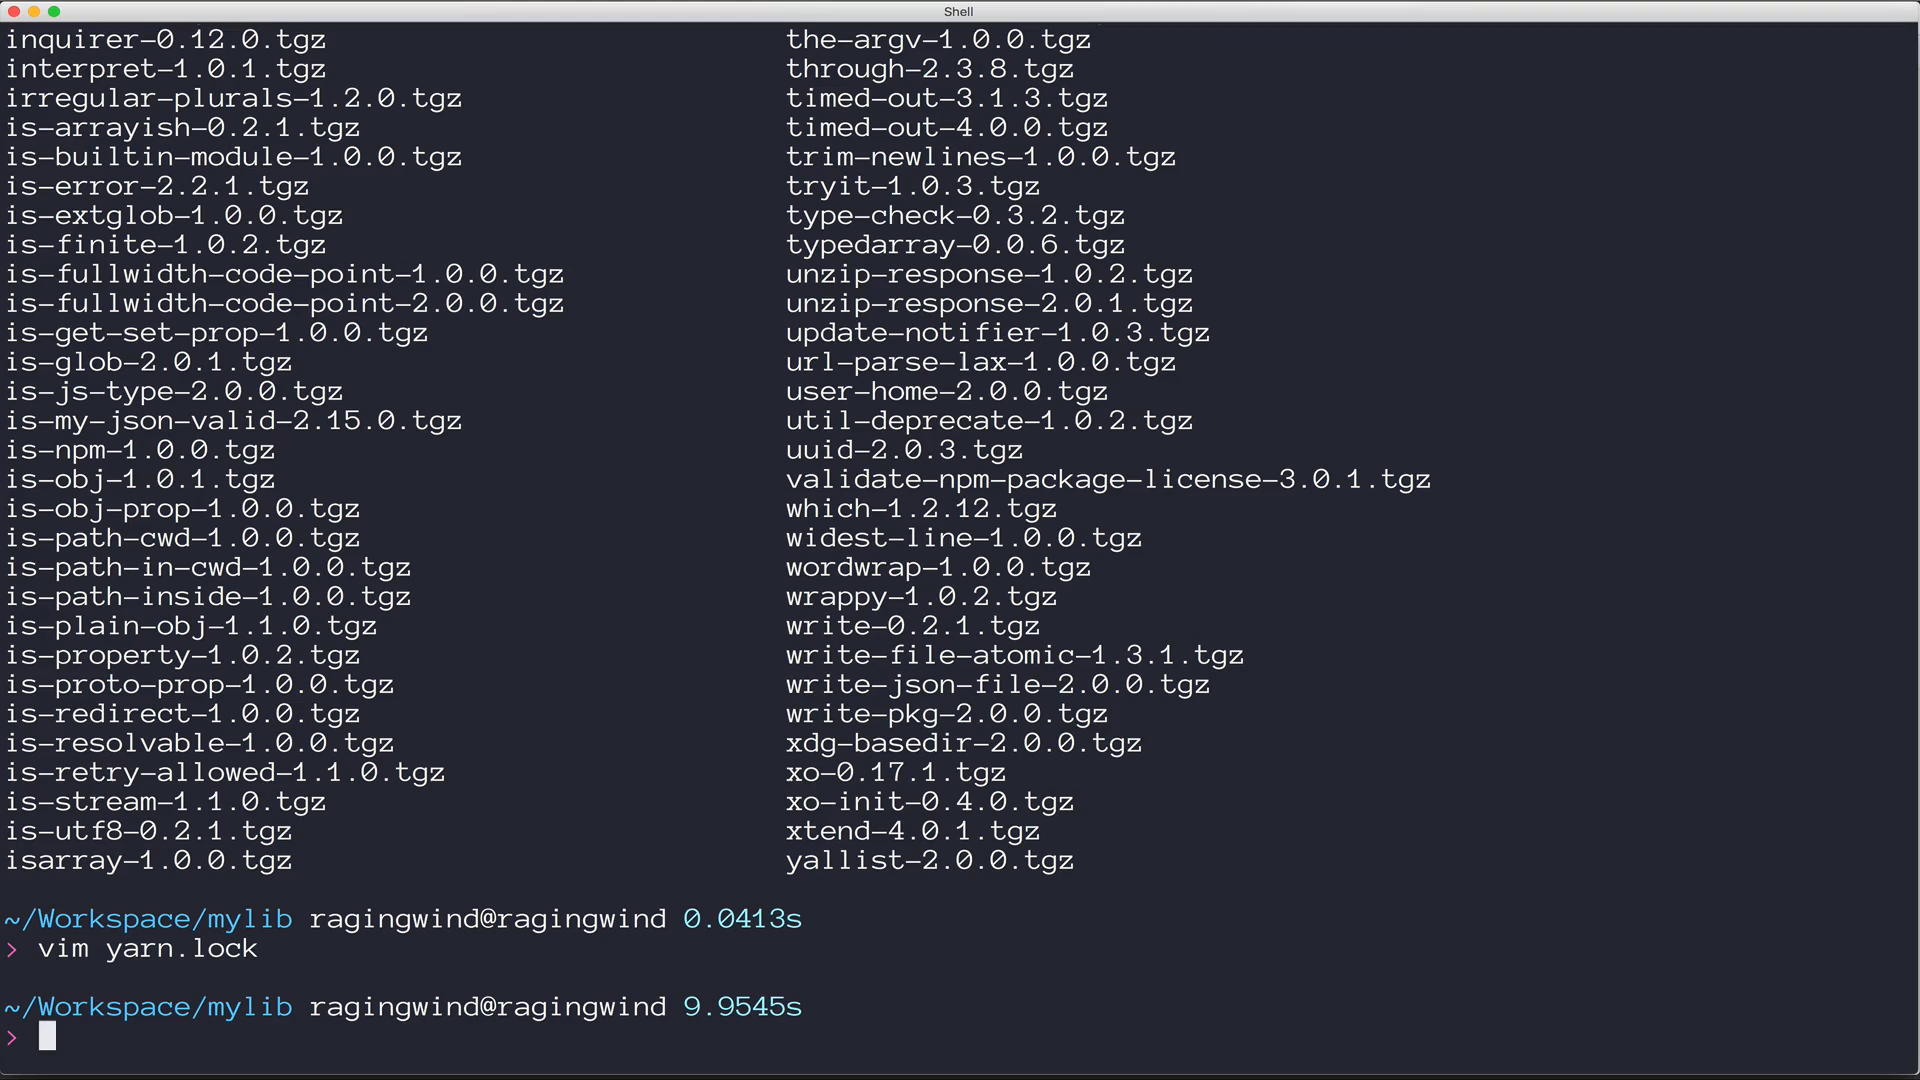 Shell
inquirer-0.12.0.tgz
interpret-1.0.1.tgz
irregular-plurals-1.2.0.tgz
is-arrayish-0.2.1.tgz
is-builtin-module-1.0.0.tgz
is-error-2.2.1.tgz
is-extglob-1.0.0.tgz
is-finite-1.0.2.tgz
is-fullwidth-code-point-1.0.0.tgz
is-fullwidth-code-point-2.0.0.tgz
is-get-set-prop-1.0.0.tgz
is-glob-2.0.1.tgz
is-js-type-2.0.0.tgz
is-my-json-valid-2.15.0.tgz
is-npm-1.0.0.tgz
is-obj-1.0.1.tgz
is-obj-prop-1.0.0.tgz
is-path-cwd-1.0.0.tgz
is-path-in-cwd-1.0.0.tgz
is-path-inside-1.0.0.tgz
is-plain-obj-1.1.0.tgz
is-property-1.0.2.tgz
is-proto-prop-1.0.0.tgz
is-redirect-1.0.0.tgz
is-resolvable-1.0.0.tgz
is-retry-allowed-1.1.0.tgz
is-stream-1.1.0.tgz
is-utf8-0.2.1.tgz
isarray-1.0.0.tgz
the-argv-1.0.0.tgz
through-2.3.8.tgz
timed-out-3.1.3.tgz
timed-out-4.0.0.tgz
trim-newlines-1.0.0.tgz
tryit-1.0.3.tgz
type-check-0.3.2.tgz
typedarray-0.0.6.tgz
unzip-response-1.0.2.tgz
unzip-response-2.0.1.tgz
update-notifier-1.0.3.tgz
url-parse-lax-1.0.0.tgz
user-home-2.0.0.tgz
util-deprecate-1.0.2.tgz
uuid-2.0.3.tgz
validate-npm-package-license-3.0.1.tgz
which-1.2.12.tgz
widest-line-1.0.0.tgz
wordwrap-1.0.0.tgz
wrappy-1.0.2.tgz
write-0.2.1.tgz
write-file-atomic-1.3.1.tgz
write-json-file-2.0.0.tgz
write-pkg-2.0.0.tgz
xdg-basedir-2.0.0.tgz
xo-0.17.1.tgz
xo-init-0.4.0.tgz
xtend-4.0.1.tgz
yallist-2.0.0.tgz
~/Workspace/mylib ragingwind@ragingwind 0.0413s
> vim yarn.lock
~/Workspace/mylib ragingwind@ragingwind 9.9545s
>